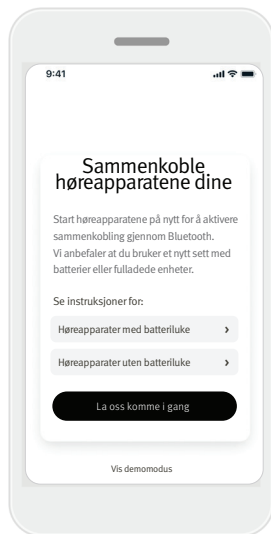 9:41
Sammenkoble
høreapparatene dine
Start høreapparatene på nytt for å aktivere
sammenkobling gjennom Bluetooth.
Vi anbefaler at du bruker et nytt sett med
batterier eller fulladede enheter.
Se instruksjoner for:
Høreapparater med batteriluke
Høreapparater uten batteriluke
La oss komme i gang
Vis demomodus